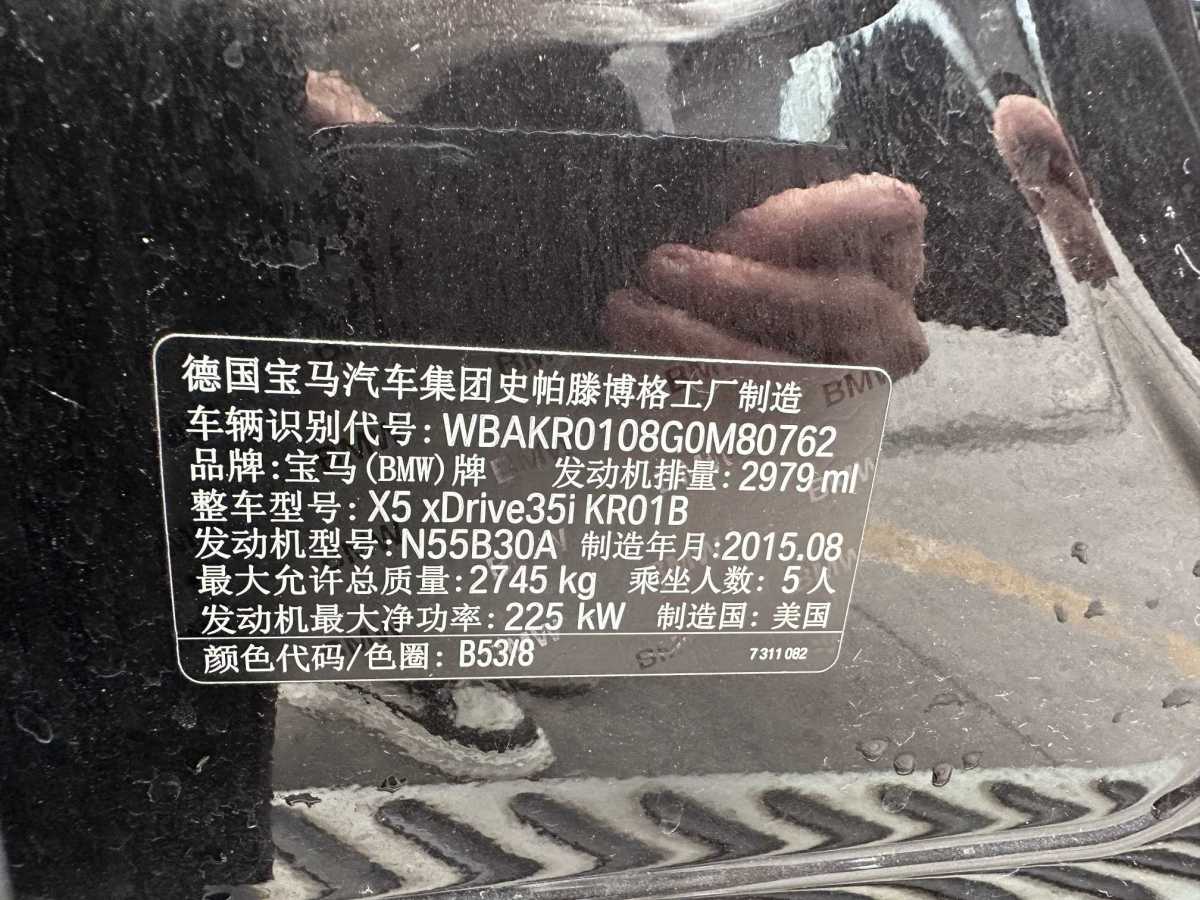 德国宝马汽车集团史帕滕博格工厂制造
车辆识别代号: WBAKR0108G0M80762
品牌: 宝马(BMW)牌 发动机排量: 2979 ml
整车型号: X5 xDrive35i KR01B
发动机型号: N55B30A 制造年月: 2015.08
最大允许总质量: 2745 kg 乘坐人数: 5 人
发动机最大净功率: 225 kW 制造国: 美国
颜色代码/色圈: B53/8 7 311 082